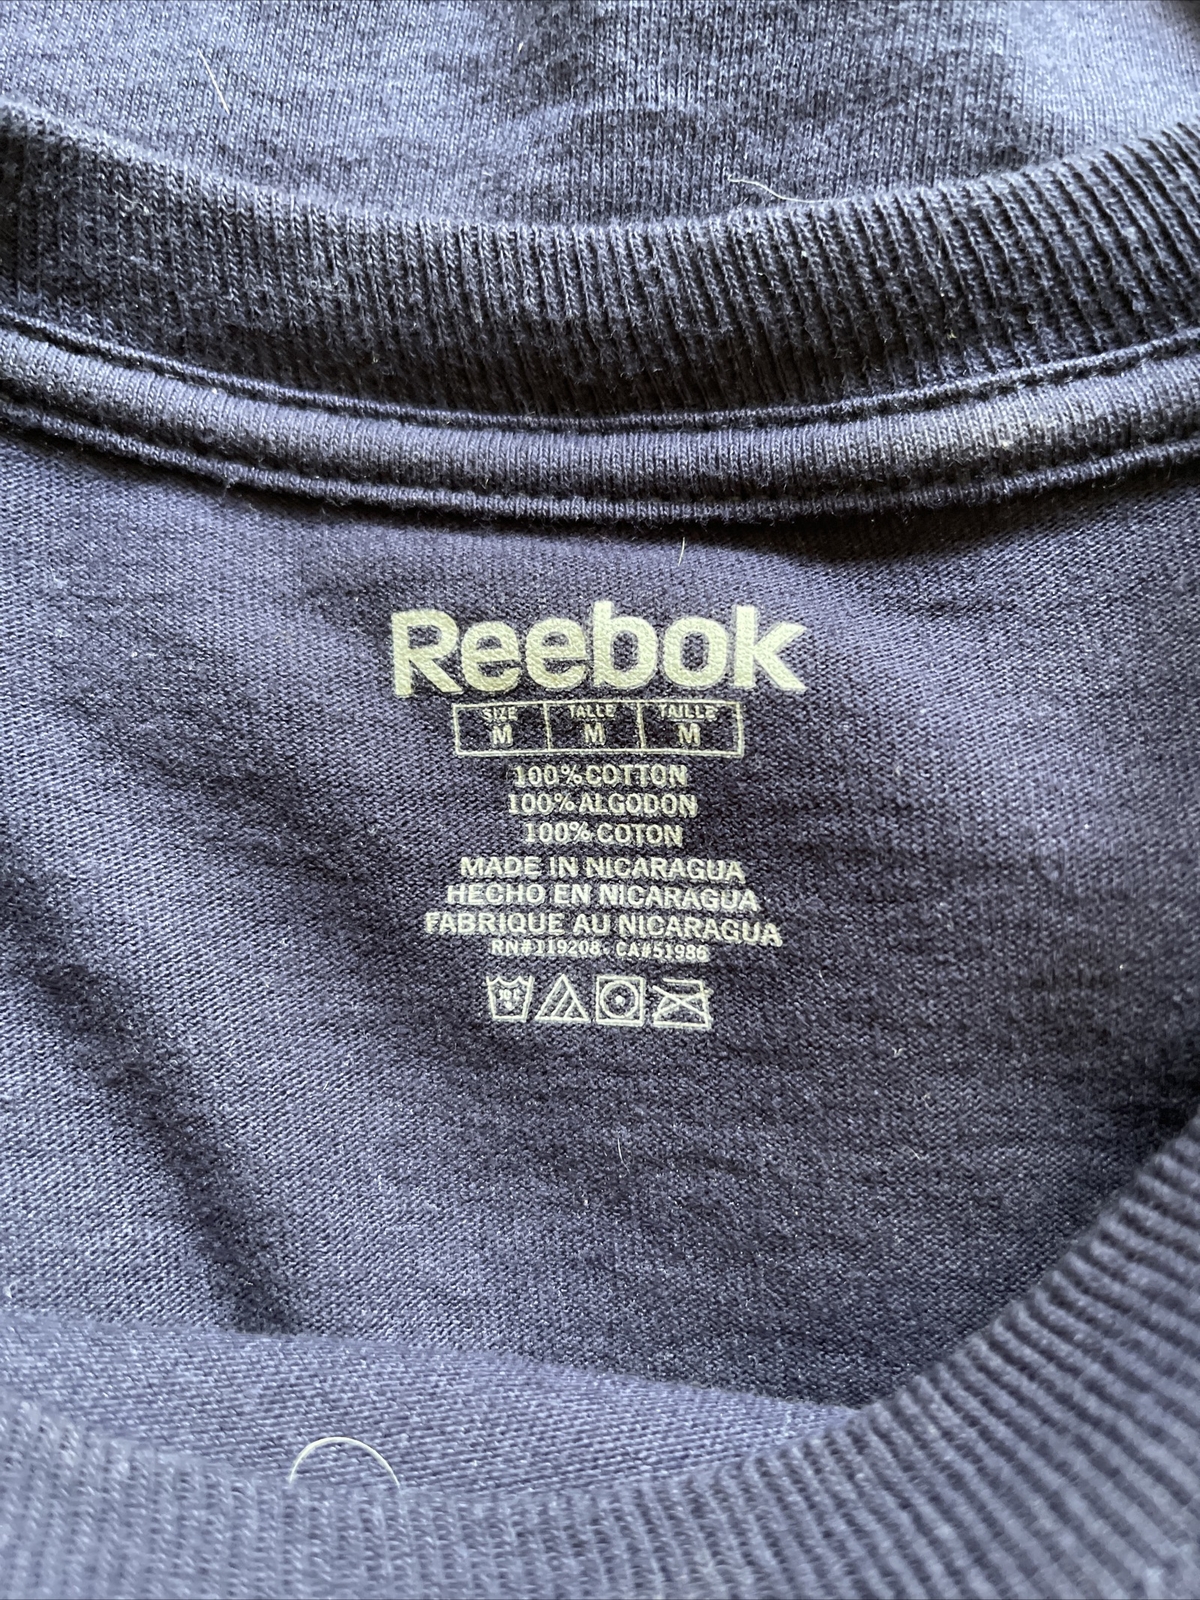 Reebok
SIZE TALLE TAILLE
M M M
100% COTTON
100% ALGODON
100% COTON
MADE IN NICARAGUA
HECHO EN NICARAGUA
FABRIQUE AU NICARAGUA
RN#119208 CA#51986